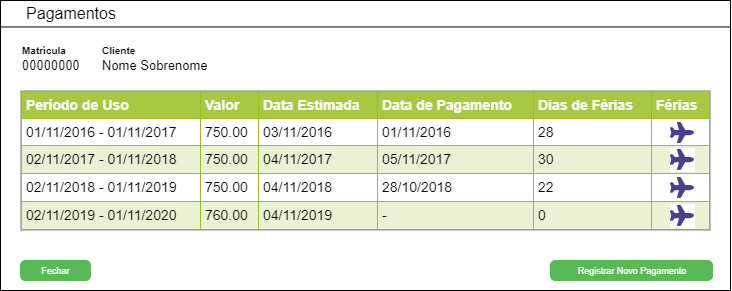 Pagamentos
Matrícula Cliente
00000000 Nome Sobrenome
Período de Uso Valor Data Estimada Data de Pagamento Dias de Férias Férias
01/11/2016 - 01/11/2017 750.00 03/11/2016 01/11/2016 28
02/11/2017 - 01/11/2018 750.00 04/11/2017 05/11/2017 30
02/11/2018 - 01/11/2019 750.00 04/11/2018 28/10/2018 22
02/11/2019 - 01/11/2020 760.00 04/11/2019 - 0
Fechar Registrar Novo Pagamento